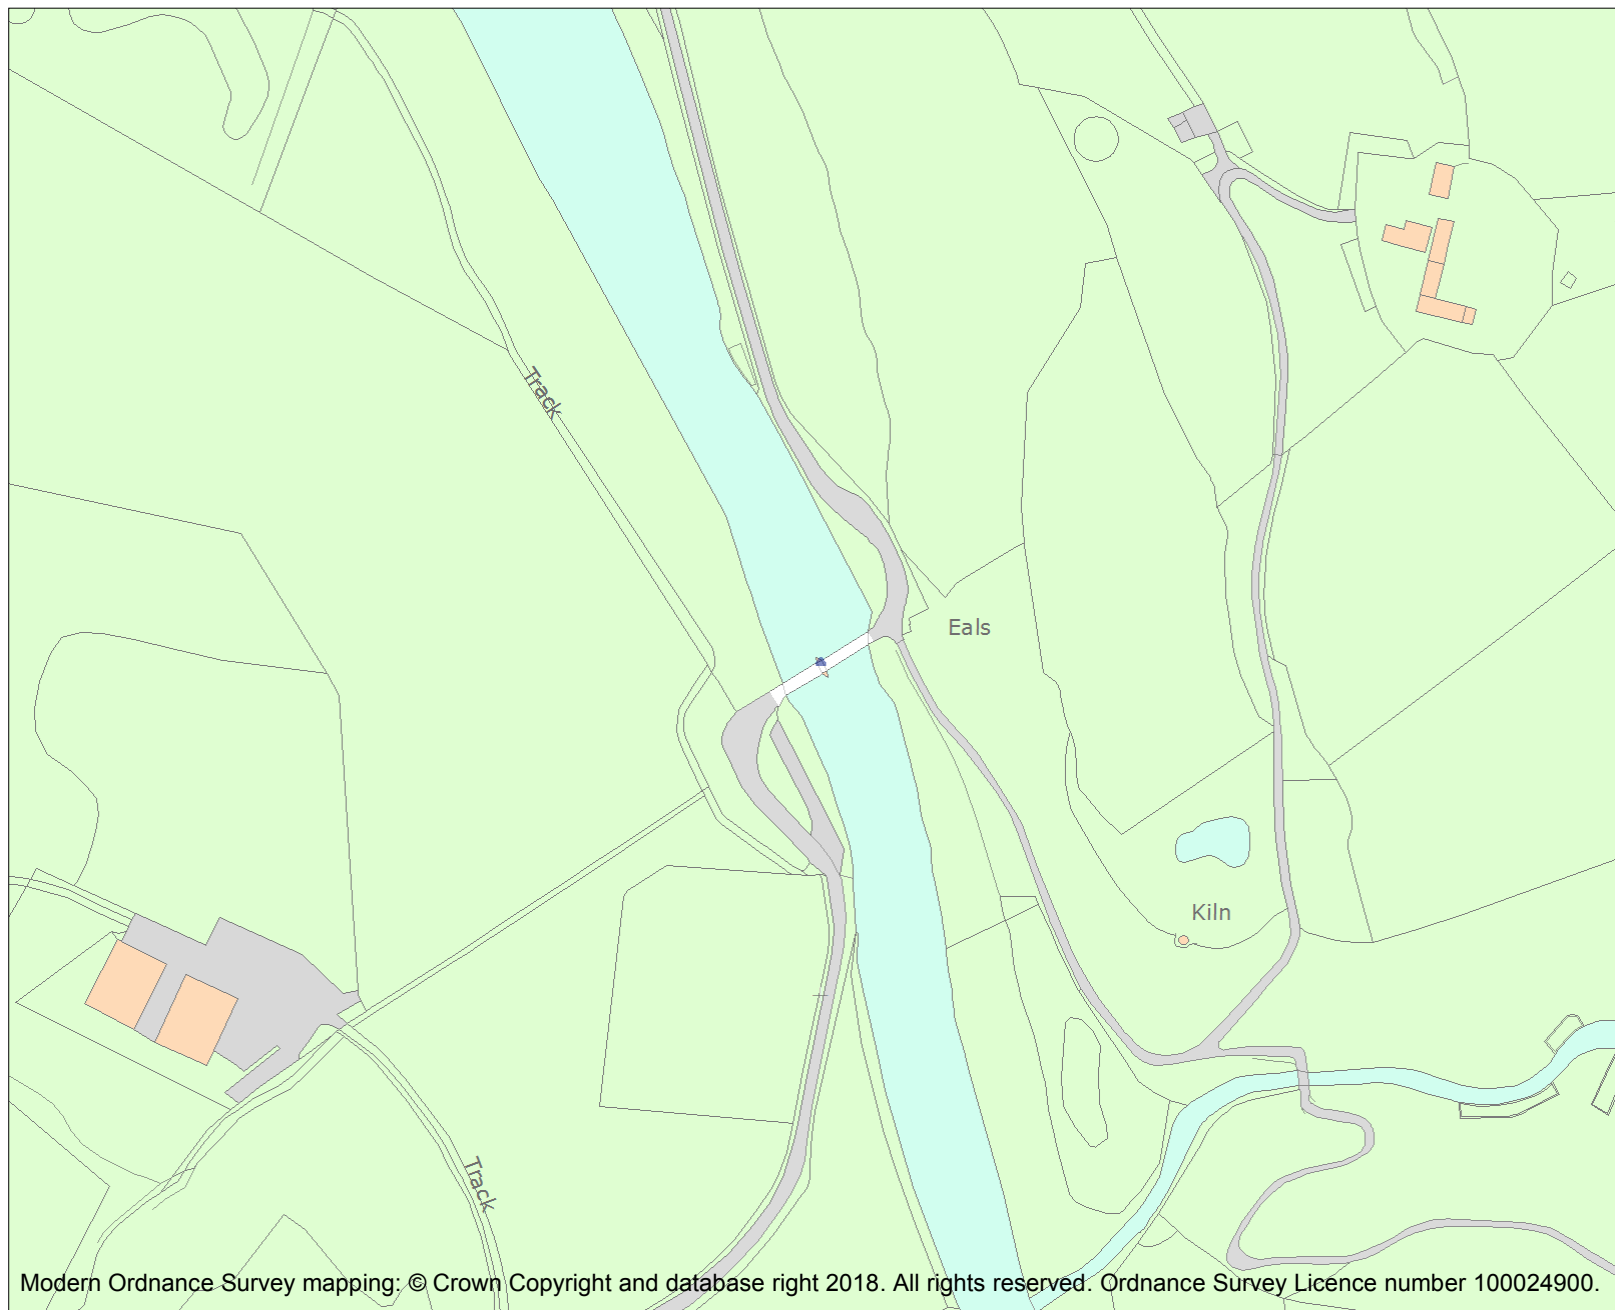 Track
Eals
Kiln
Track
Modern Ordnance Survey mapping: © Crown Copyright and database right 2018. All rights reserved. Ordnance Survey Licence number 100024900.